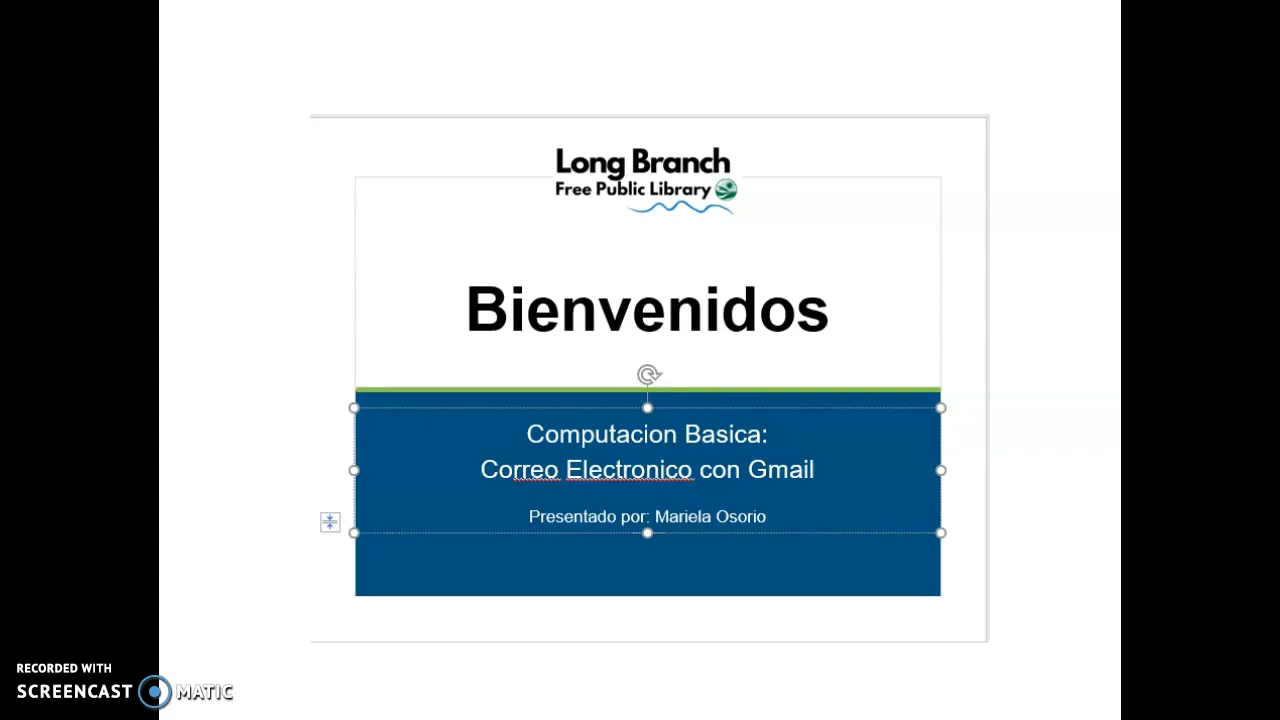 Long Branch
Free Public Library
Bienvenidos
Computacion Basica:
Correo Electronico con Gmail
Presentado por: Mariela Osorio
RECORDED WITH
SCREENCAST MATIC